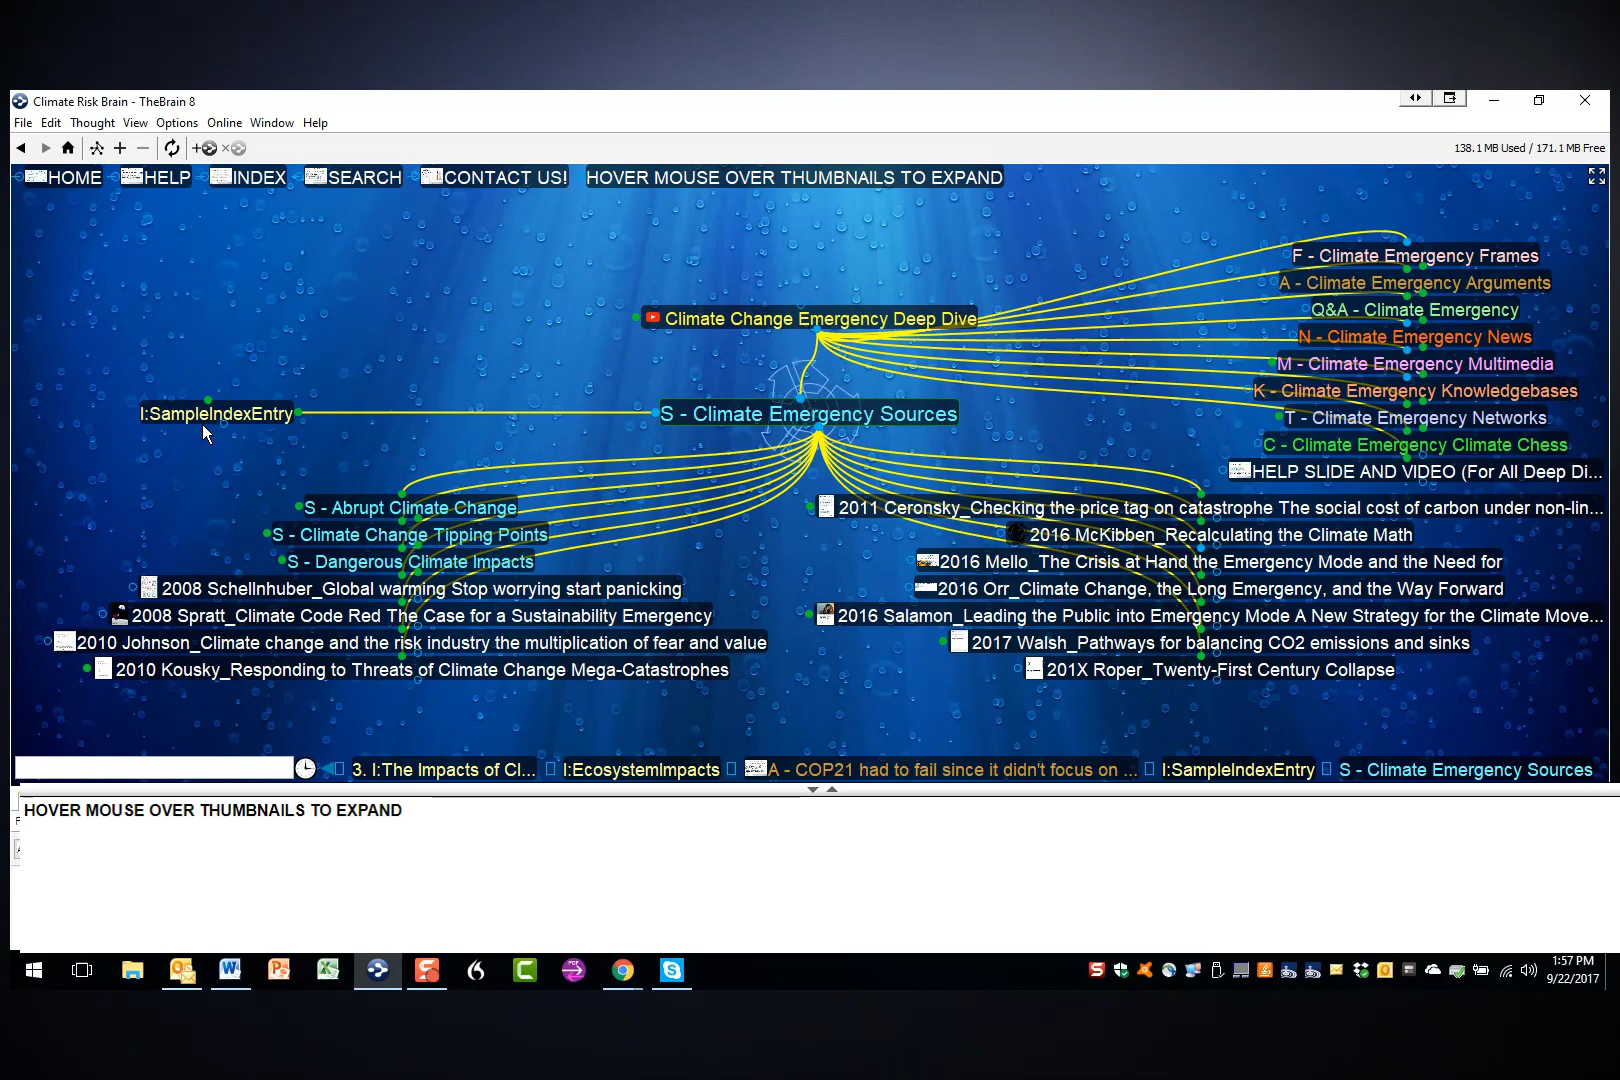 Climate Risk Brain - TheBrain 8
File Edit Thought View Options Online Window Help
138.1 MB Used / 171.1 MB Free
HOME HELP INDEX SEARCH CONTACT US! HOVER MOUSE OVER THUMBNAILS TO EXPAND
F - Climate Emergency Frames
A - Climate Emergency Arguments
Q&A - Climate Emergency
Climate Change Emergency Deep Dive
N - Climate Emergency News
M - Climate Emergency Multimedia
K - Climate Emergency Knowledgebases
I:SampleIndexEntry
S - Climate Emergency Sources
T - Climate Emergency Networks
C - Climate Emergency Climate Chess
HELP SLIDE AND VIDEO (For All Deep Di...
S - Abrupt Climate Change
S - Climate Change Tipping Points
S - Dangerous Climate Impacts
2008 Schellnhuber_Global warming Stop worrying start panicking
2008 Spratt_Climate Code Red The Case for a Sustainability Emergency
2010 Johnson_Climate change and the risk industry the multiplication of fear and value
2010 Kousky_Responding to Threats of Climate Change Mega-Catastrophes
2011 Ceronsky_Checking the price tag on catastrophe The social cost of carbon under non-lin...
2016 McKibben_Recalculating the Climate Math
2016 Mello_The Crisis at Hand the Emergency Mode and the Need for
2016 Orr_Climate Change, the Long Emergency, and the Way Forward
2016 Salamon_Leading the Public into Emergency Mode A New Strategy for the Climate Move...
2017 Walsh_Pathways for balancing CO2 emissions and sinks
201X Roper_Twenty-First Century Collapse
3. I:The Impacts of Cl... I:EcosystemImpacts A - COP21 had to fail since it didn't focus on ... I:SampleIndexEntry S - Climate Emergency Sources
HOVER MOUSE OVER THUMBNAILS TO EXPAND
1:57 PM
9/22/2017